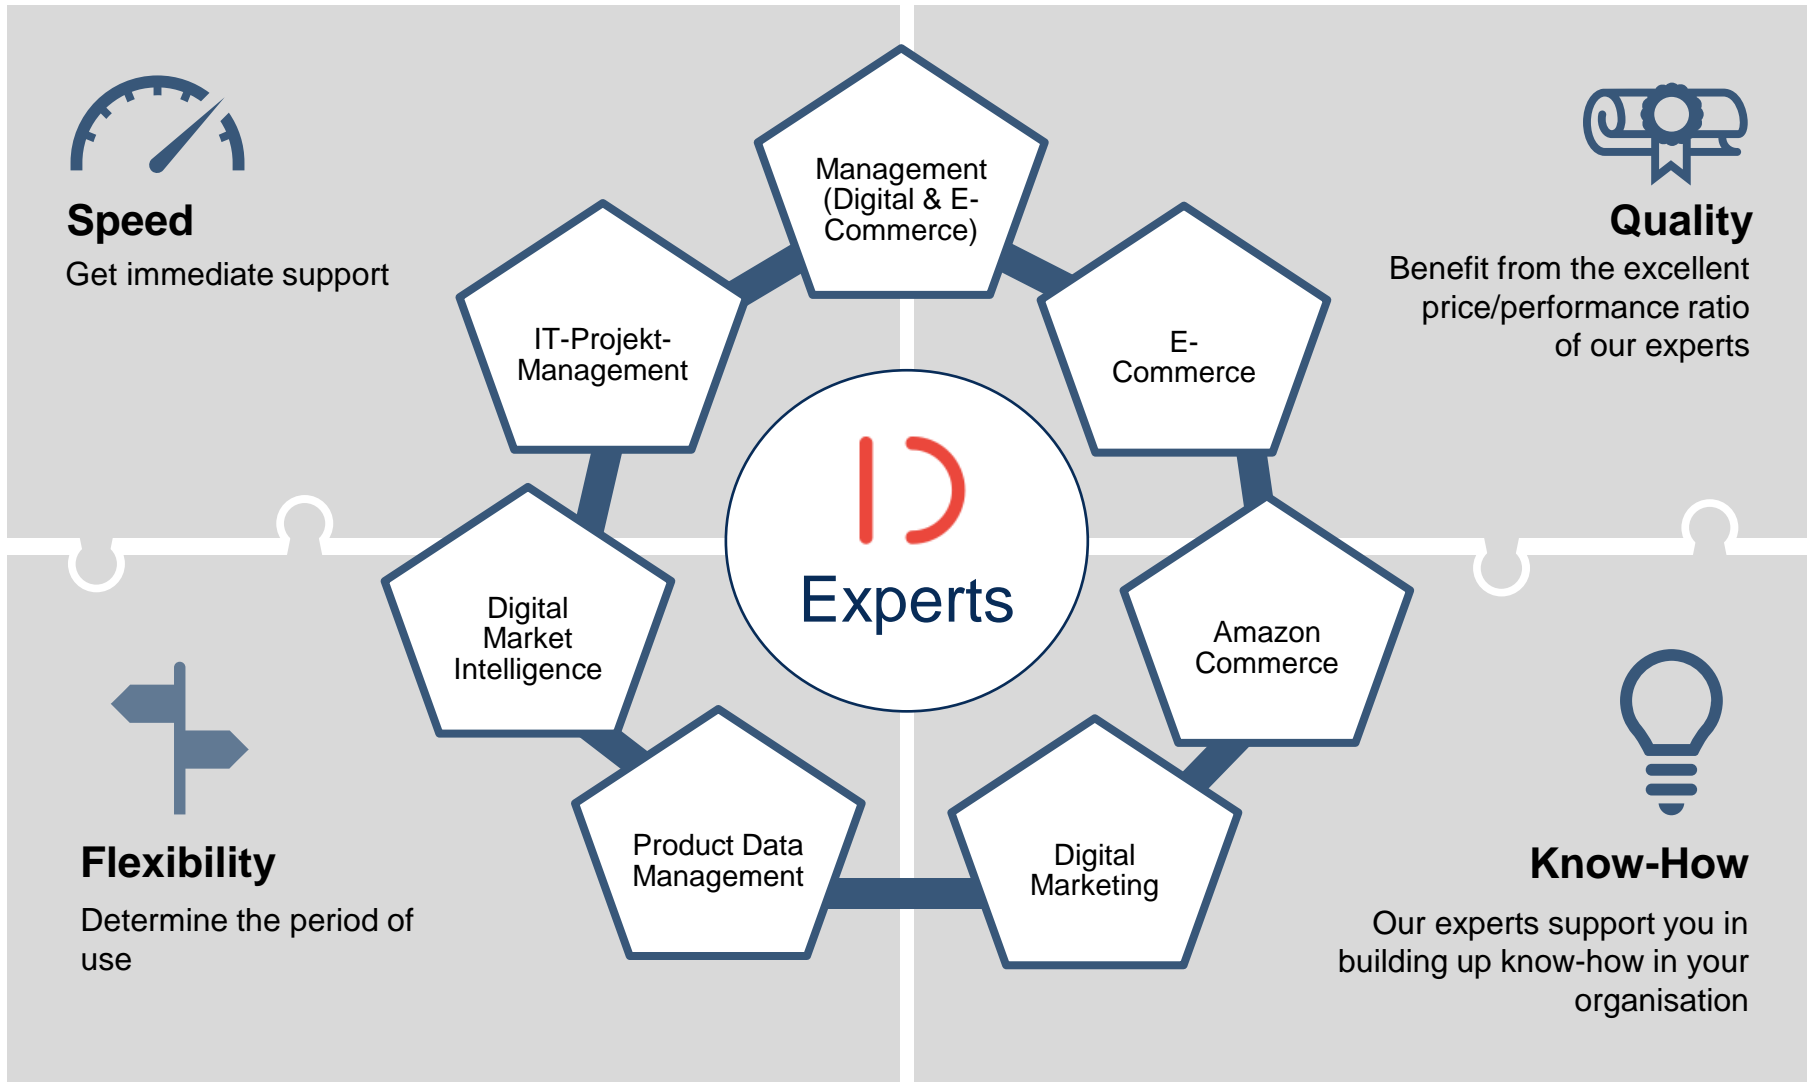 Speed
Get immediate support
Management
(Digital & E-
Commerce)
Quality
Benefit from the excellent
price/performance ratio
of our experts
IT-Projekt-
Management
E-
Commerce
Experts
Digital
Market
Intelligence
Amazon
Commerce
Product Data
Management
Digital
Marketing
Flexibility
Determine the period of
use
Know-How
Our experts support you in
building up know-how in your
organisation